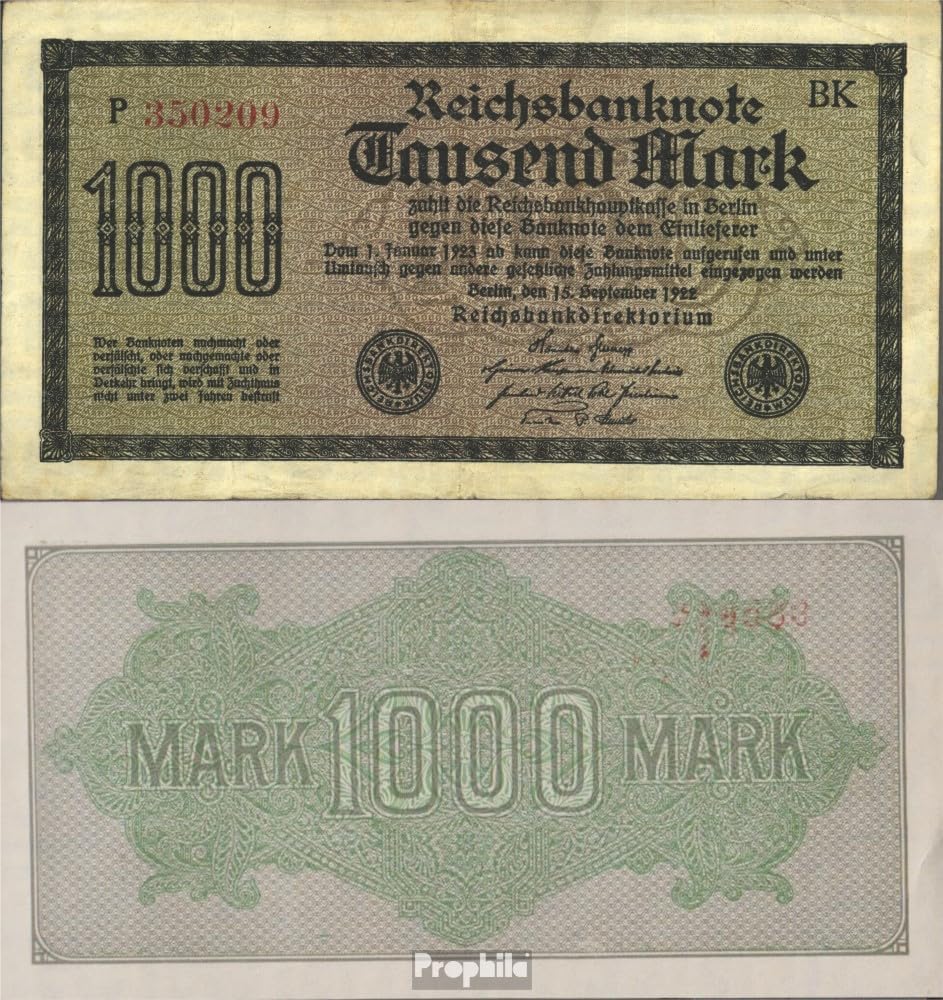 P 350209
BK
Reichsbanknote
Tausend Mark
1000
zahlt die Reichsbankhauptkasse in Berlin
gegen diese Banknote dem Einlieferer
Vom 1. Januar 1923 ab kann diese Banknote aufgerufen und unter
Umtausch gegen andere gesetzliche Zahlungsmittel eingezogen werden
Berlin, den 15. September 1922
Reichsbankdirektorium
Wer Banknoten nachmacht oder
verfälscht, oder nachgemachte oder
verfälschte sich verschafft und in
Verkehr bringt, wird mit Zuchthaus
nicht unter zwei Jahren bestraft
REICHSBANKDIREKTORIUM
REICHSBANKDIREKTORIUM
MARK 1000 MARK
Prophila